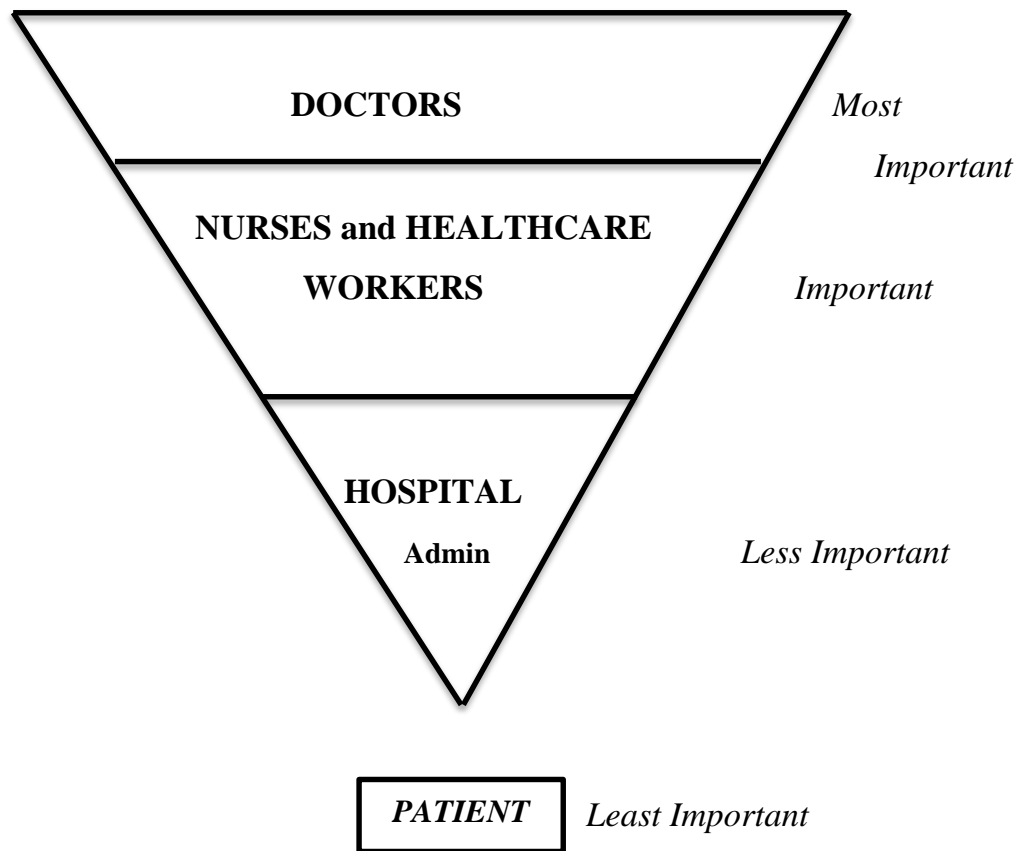 DOCTORS Most
Important
NURSES and HEALTHCARE
WORKERS Important
HOSPITAL
Admin Less Important
PATIENT Least Important